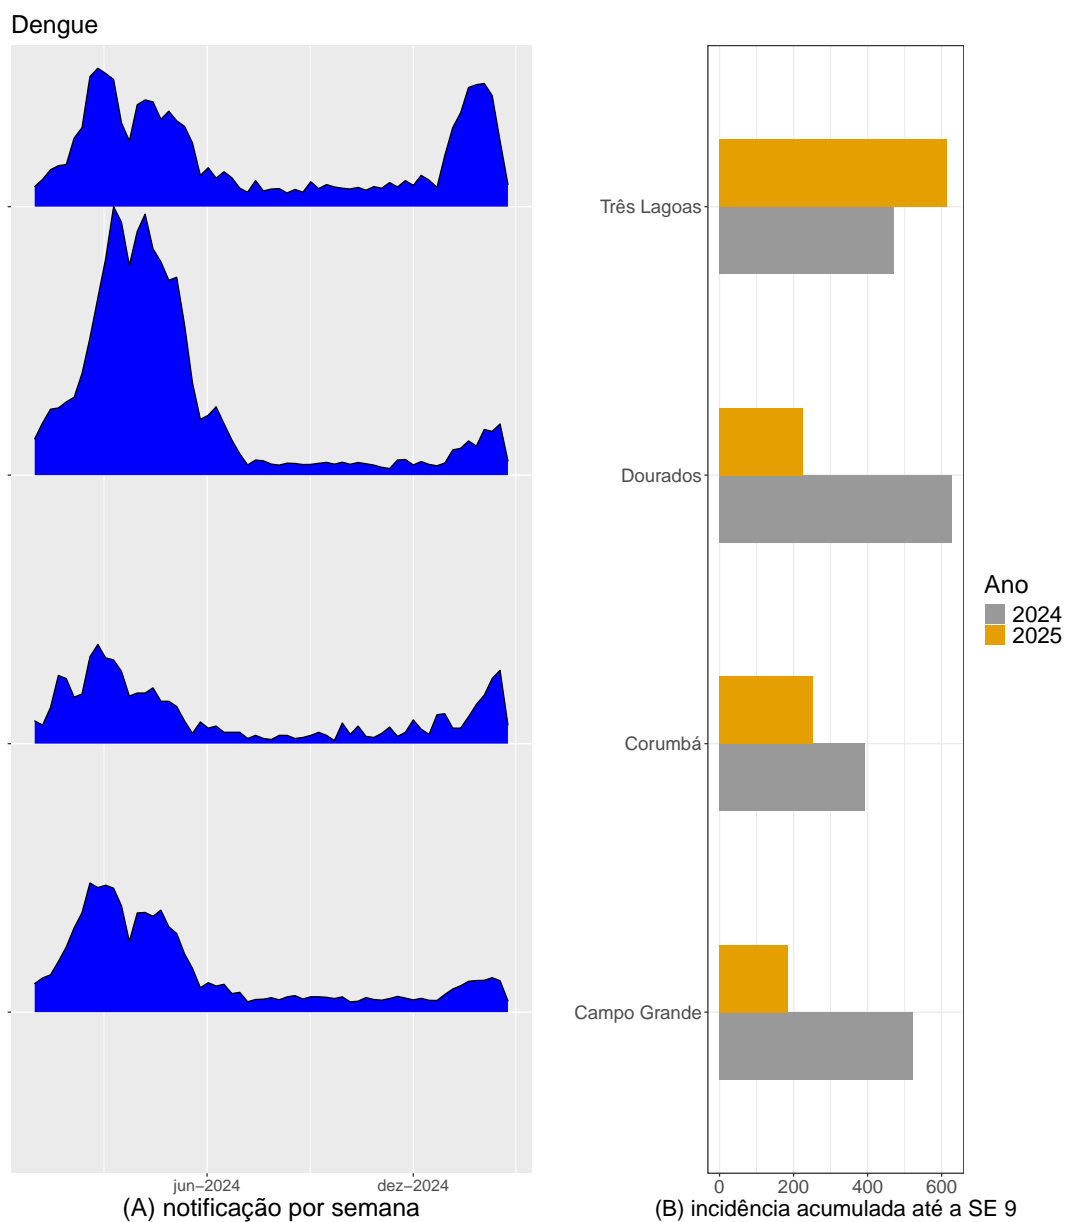 Dengue
jun−2024
dez−2024
(A) notificação por semana
Três Lagoas
Dourados
Corumbá
Campo Grande
0
200
400
600
(B) incidência acumulada até a SE 9
Ano
2024
2025